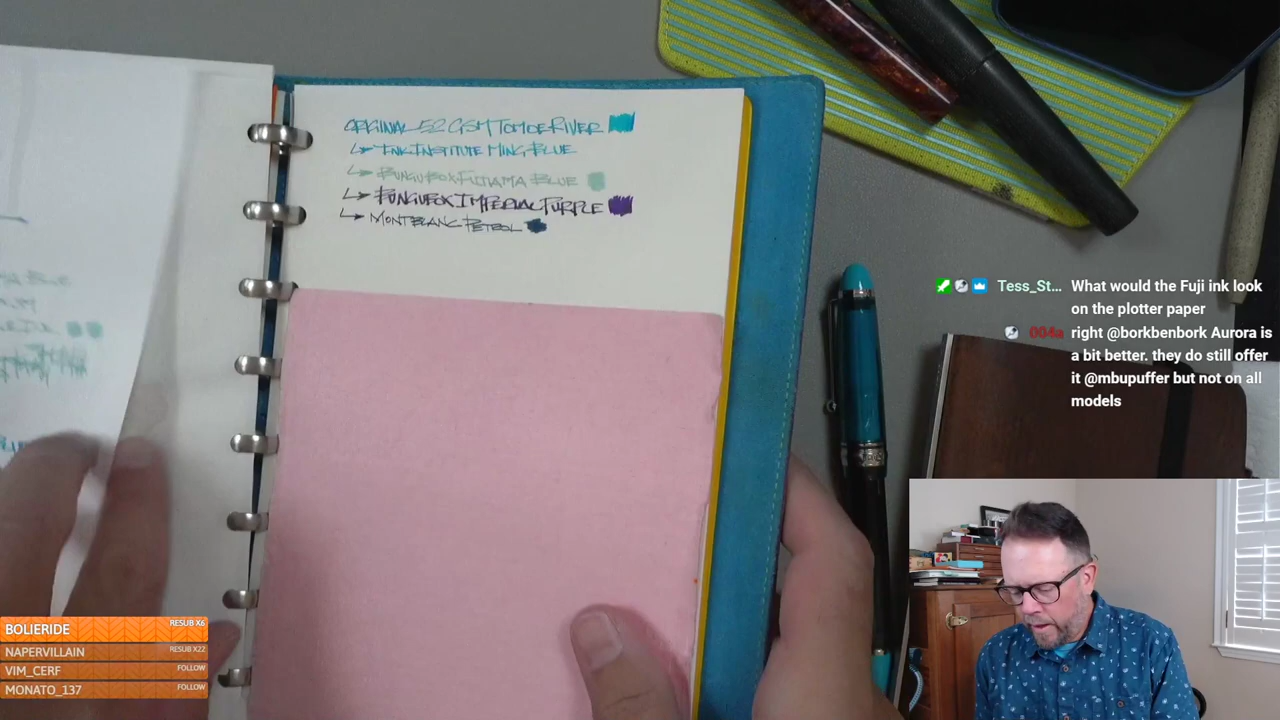 ORIGINAL 52 GSM TOMOE RIVER
↳ INK INSTITUTE MING BLUE
↳ BUNGUBOX FUJIYAMA BLUE
↳ BUNGUBOX IMPERIAL PURPLE
↳ MONTBLANC PETROL
Tess_St... What would the Fuji ink look
on the plotter paper
004a right @borkbenbork Aurora is
a bit better. they do still offer
it @mbupuffer but not on all
models
BOLIERIDE RESUB X6
NAPERVILLAIN RESUB X22
VIM_CERF FOLLOW
MONATO_137 FOLLOW